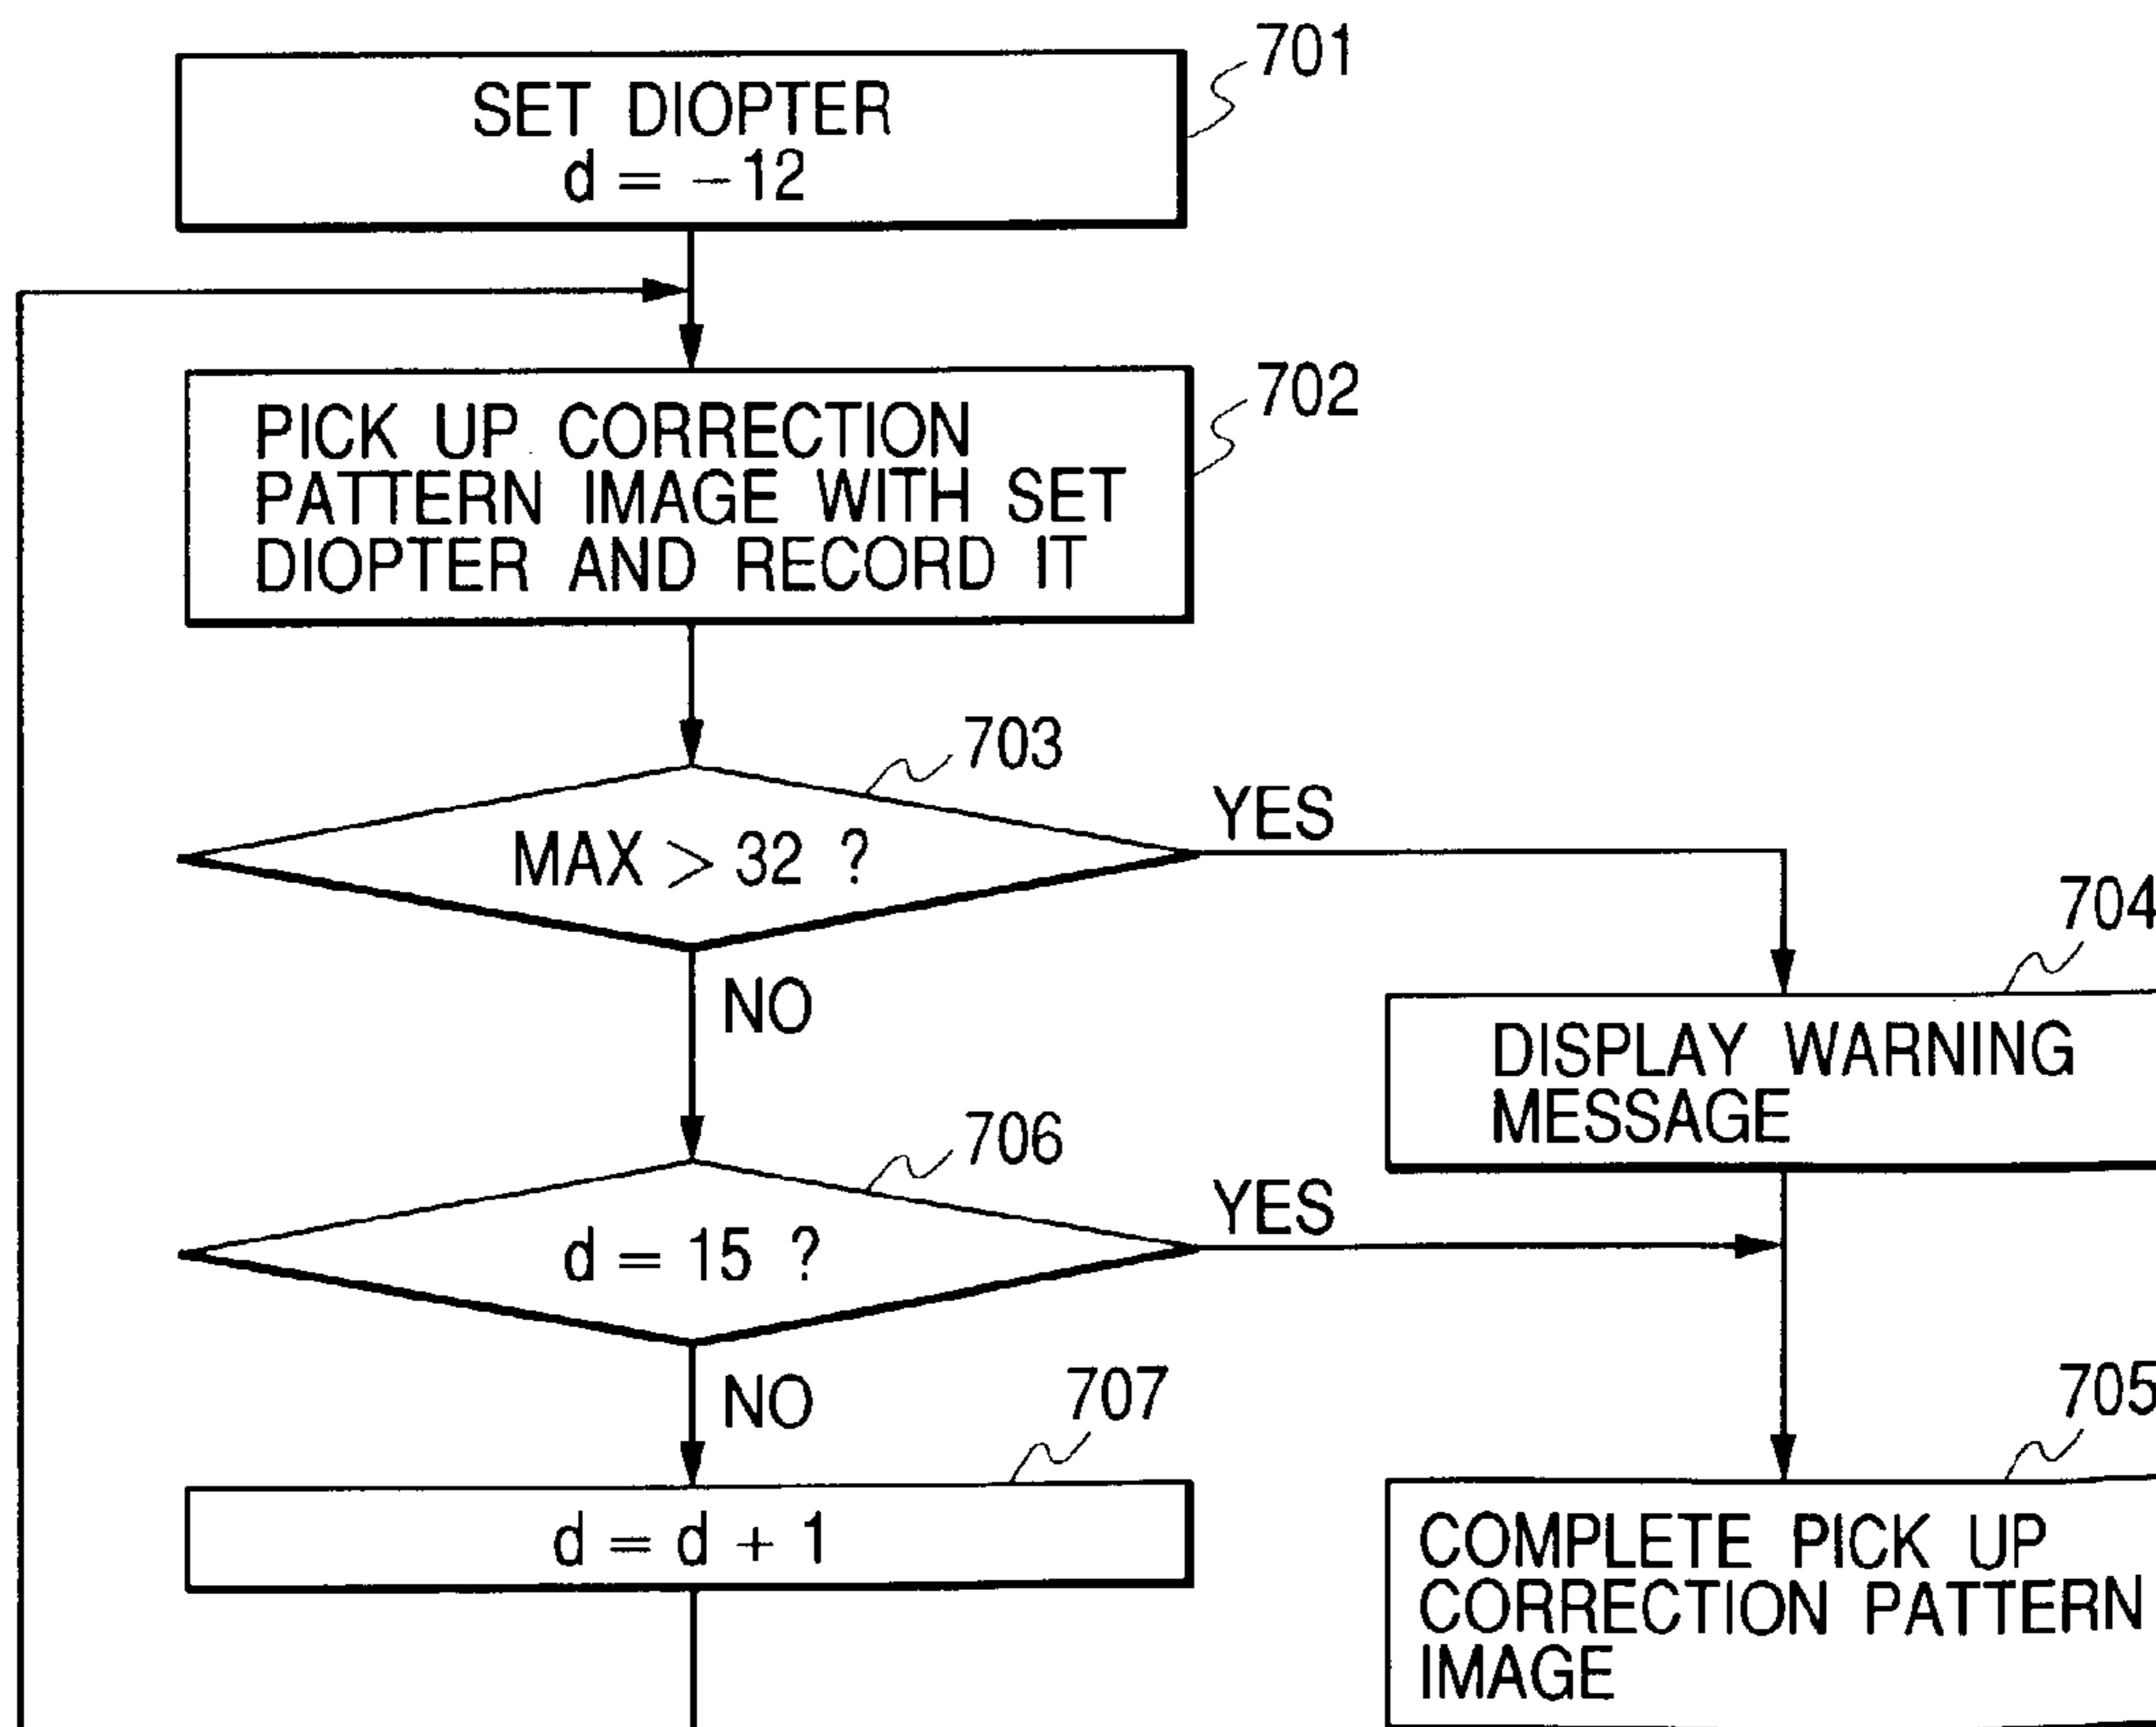 701
SET DIOPTER
d = −12
702
PICK UP CORRECTION
PATTERN IMAGE WITH SET
DIOPTER AND RECORD IT
703
MAX > 32 ?
YES
NO
704
DISPLAY WARNING
MESSAGE
706
d = 15 ?
YES
NO
707
d = d + 1
705
COMPLETE PICK UP
CORRECTION PATTERN
IMAGE